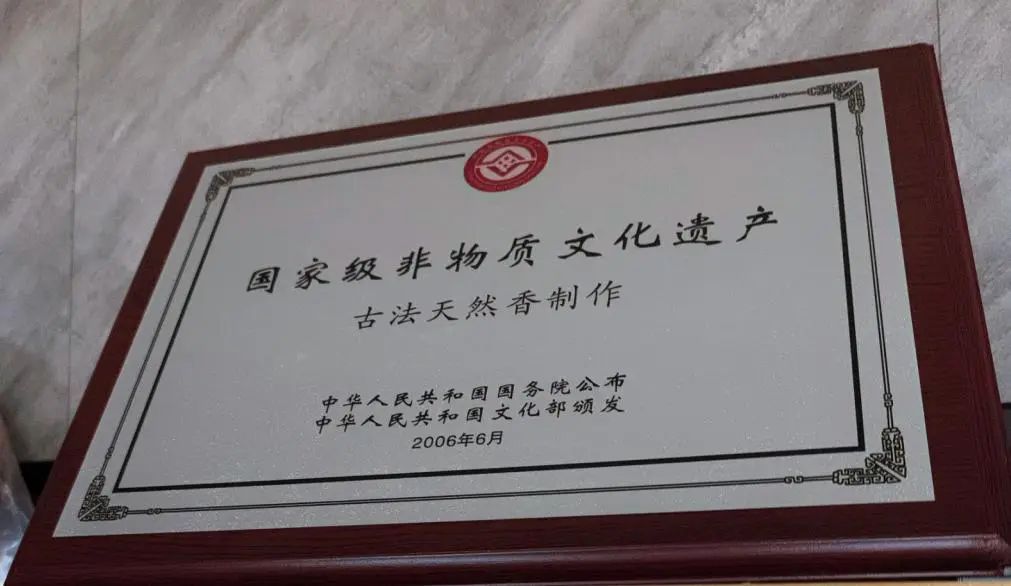 国家级非物质文化遗产
古法天然香制作
中华人民共和国国务院公布
中华人民共和国文化部颁发
2006年6月